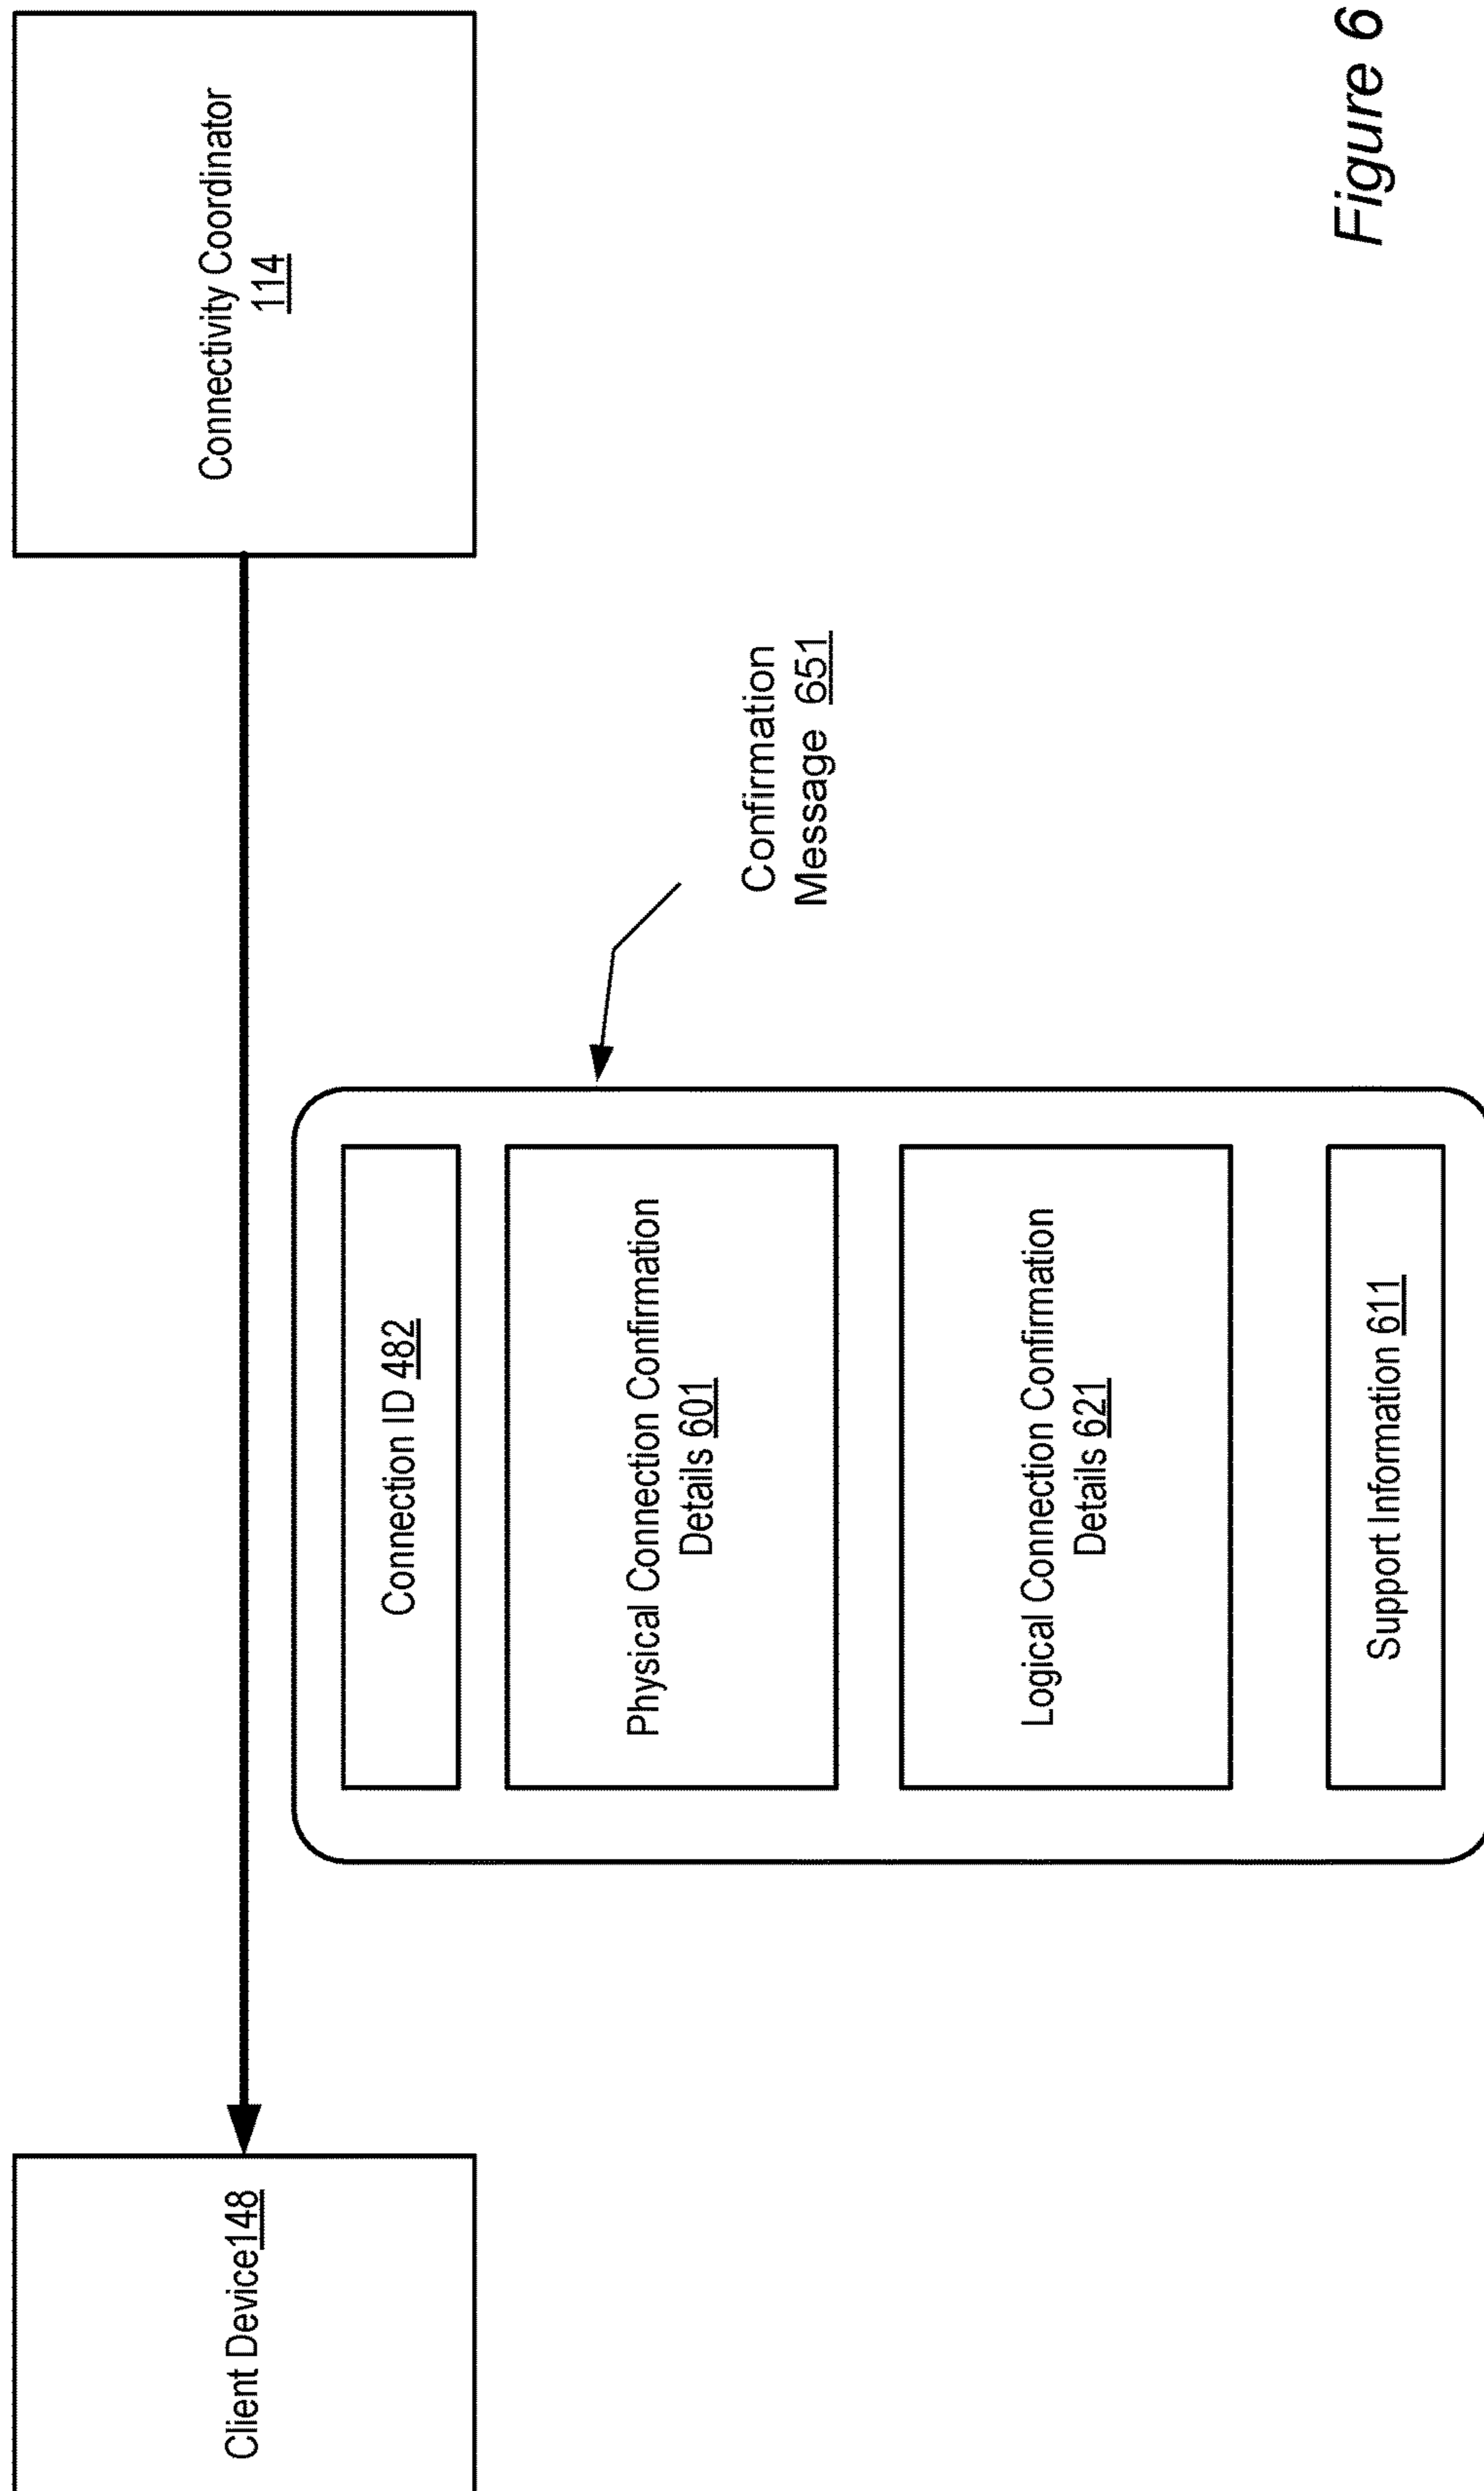 Client Device148
Connectivity Coordinator
114
Connection ID 482
Physical Connection Confirmation
Details 601
Logical Connection Confirmation
Details 621
Support Information 611
Confirmation
Message 651
Figure 6